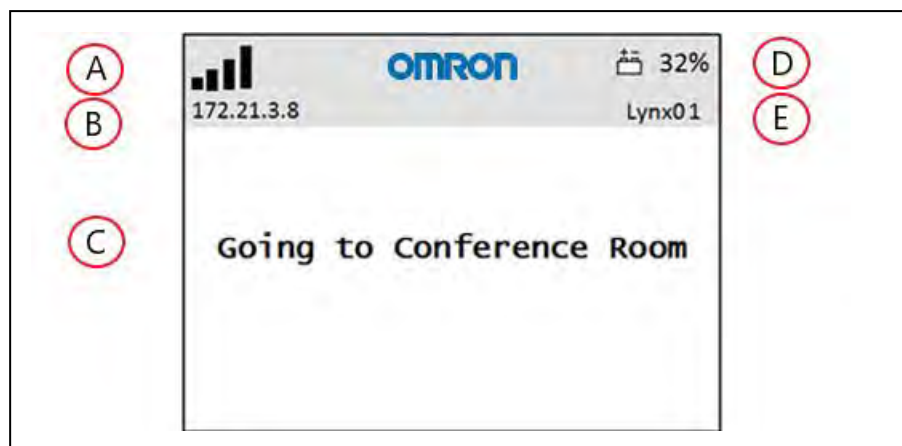 A
OMRON
32%
D
B
172.21.3.8
Lynx01
E
C
Going to Conference Room